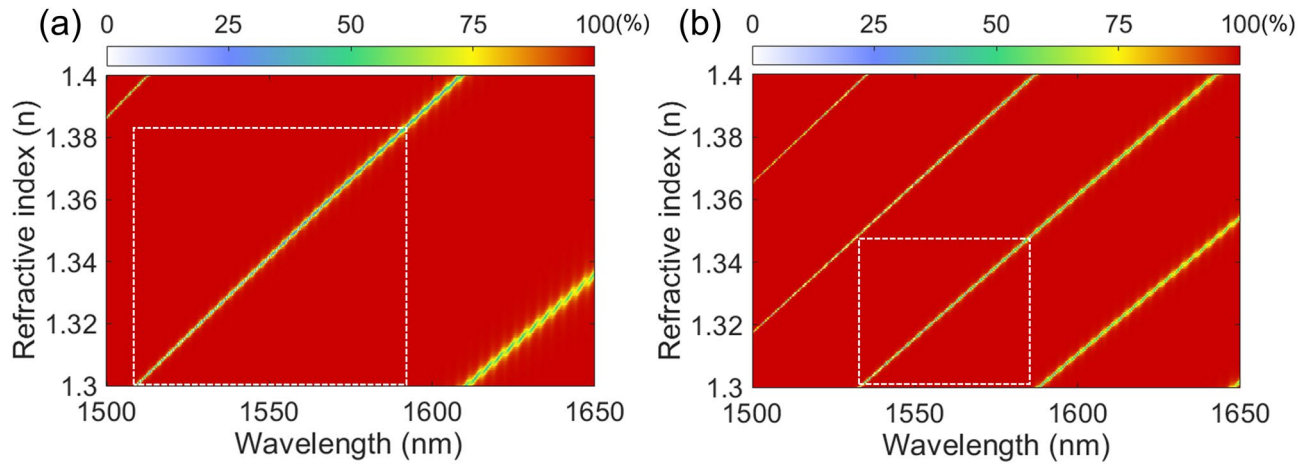 (a) 0 25 50 75 100(%)
Refractive index (n)
1.4
1.38
1.36
1.34
1.32
1.3
1500 1550 1600 1650
Wavelength (nm)
(b) 0 25 50 75 100(%)
Refractive index (n)
1.4
1.38
1.36
1.34
1.32
1.3
1500 1550 1600 1650
Wavelength (nm)